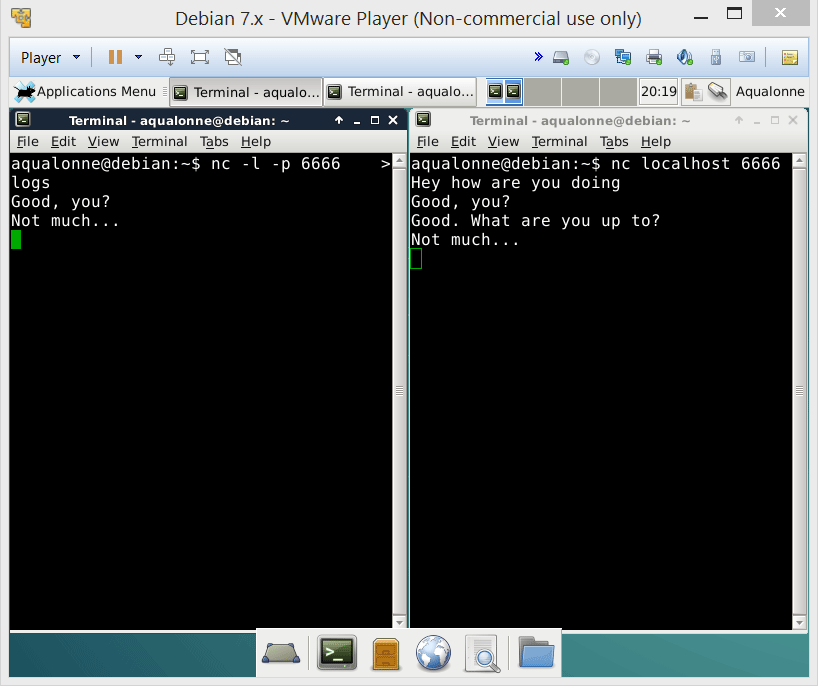 Debian 7.x - VMware Player (Non-commercial use only)
Player
Applications Menu
Terminal - aqualo...
Terminal - aqualo...
20:19
Aqualonne
Terminal - aqualonne@debian: ~
File Edit View Terminal Tabs Help
aqualonne@debian:~$ nc -l -p 6666 >
logs
Good, you?
Not much...
Terminal - aqualonne@debian: ~
File Edit View Terminal Tabs Help
aqualonne@debian:~$ nc localhost 6666
Hey how are you doing
Good, you?
Good. What are you up to?
Not much...